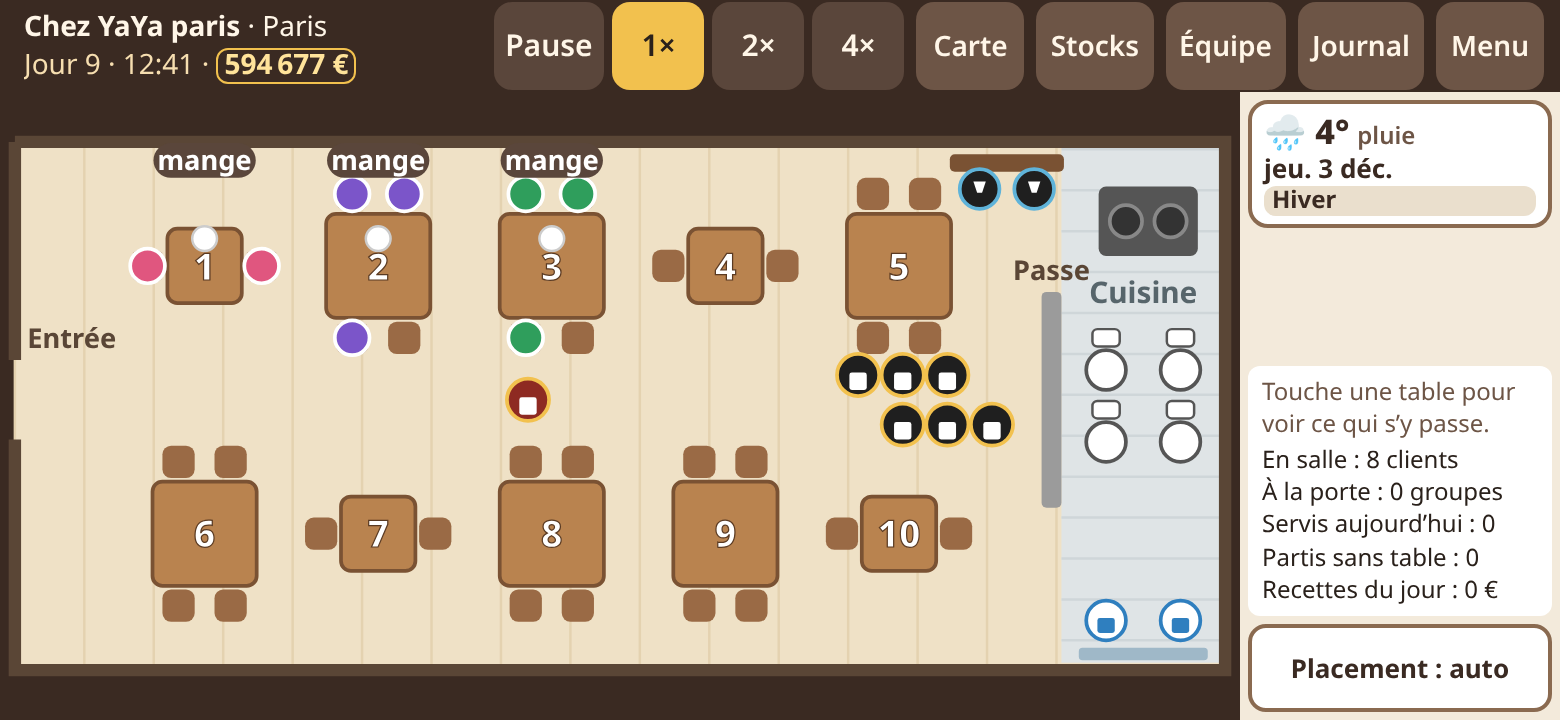 Chez YaYa paris · Paris
Jour 9 · 12:41 · 594 677 €
Pause
1×
2×
4×
Carte
Stocks
Équipe
Journal
Menu
🌧️ 4° pluie
jeu. 3 déc.
Hiver
mange
mange
mange
1
2
3
4
5
Passe
Cuisine
Entrée
6
7
8
9
10
Touche une table pour
voir ce qui s’y passe.
En salle : 8 clients
À la porte : 0 groupes
Servis aujourd’hui : 0
Partis sans table : 0
Recettes du jour : 0 €
Placement : auto